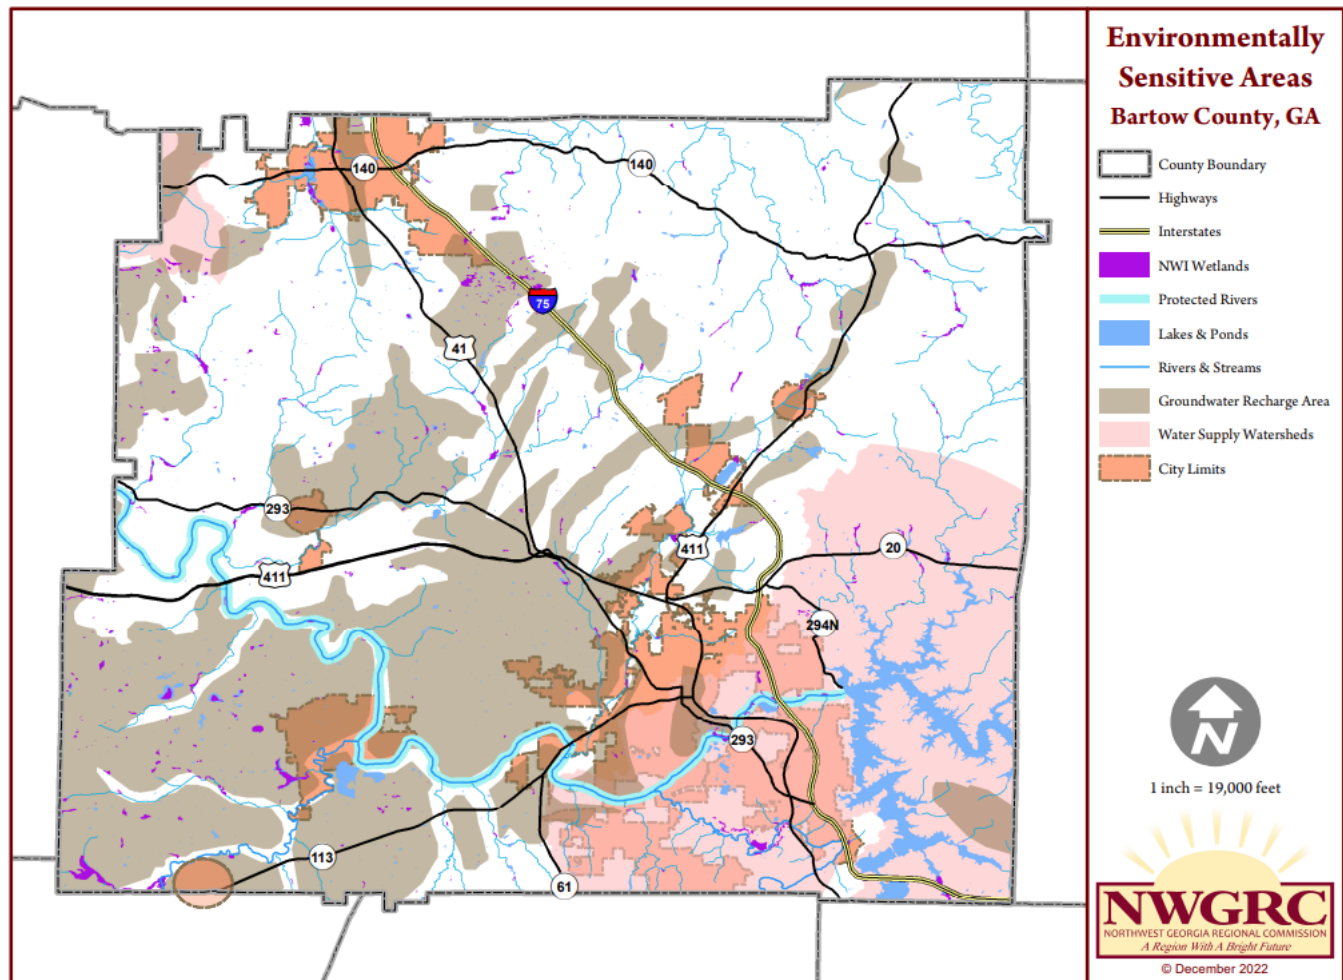 Environmentally
Sensitive Areas
Bartow County, GA
County Boundary
Highways
Interstates
NWI Wetlands
Protected Rivers
Lakes & Ponds
Rivers & Streams
Groundwater Recharge Area
Water Supply Watersheds
City Limits
140
140
75
41
293
411
411
20
294N
293
113
61
N
1 inch = 19,000 feet
NWGRC
NORTHWEST GEORGIA REGIONAL COMMISSION
A Region With A Bright Future
© December 2022